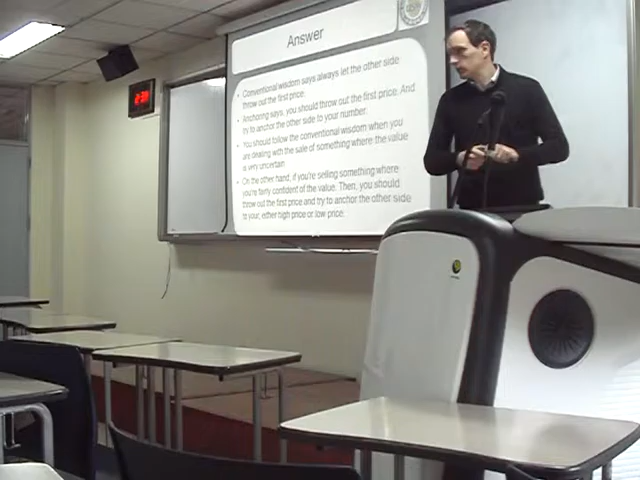 Answer
• Conventional wisdom says always let the other side
throw out the first price.
• Anchoring says, you should throw out the first price. And
try to anchor the other side to your number.
• You should follow the conventional wisdom when you
are dealing with the sale of something where the value
is very uncertain
• On the other hand, if you're selling something where
you're fairly confident of the value. Then, you should
throw out the first price and try to anchor the other side
to your, either high price or low price.